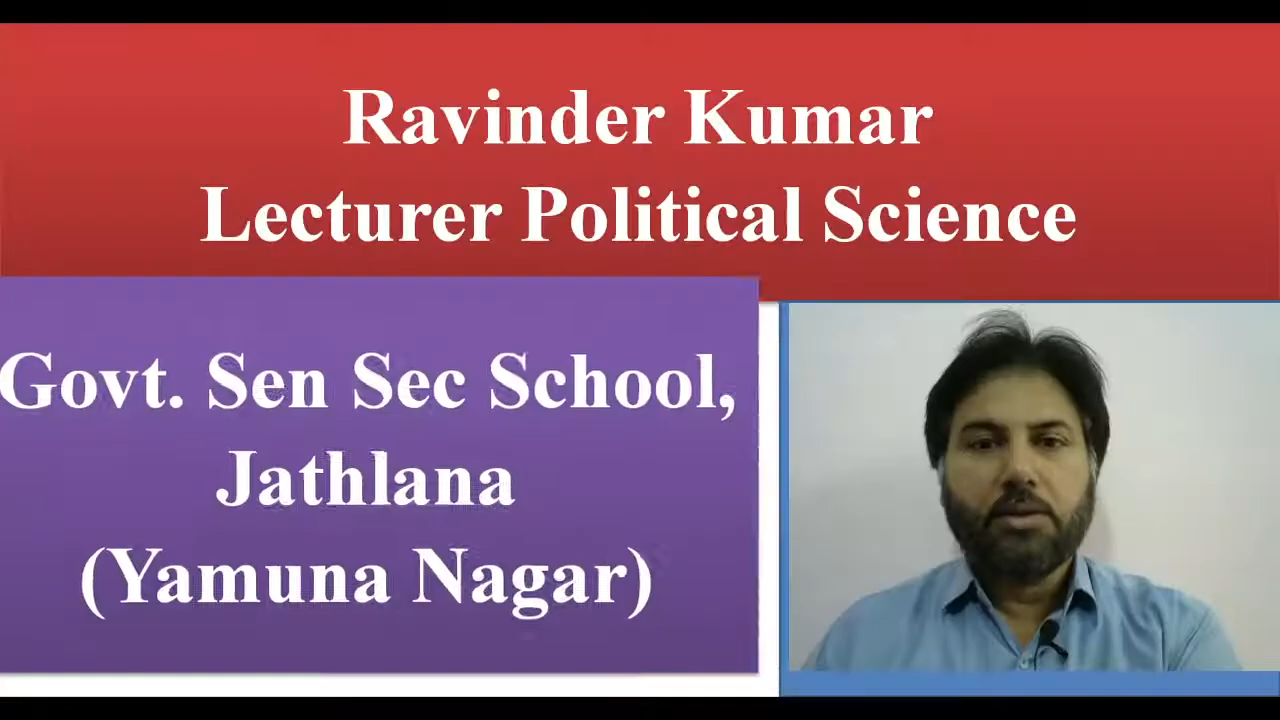 Ravinder Kumar
Lecturer Political Science
Govt. Sen Sec School,
Jathlana
(Yamuna Nagar)